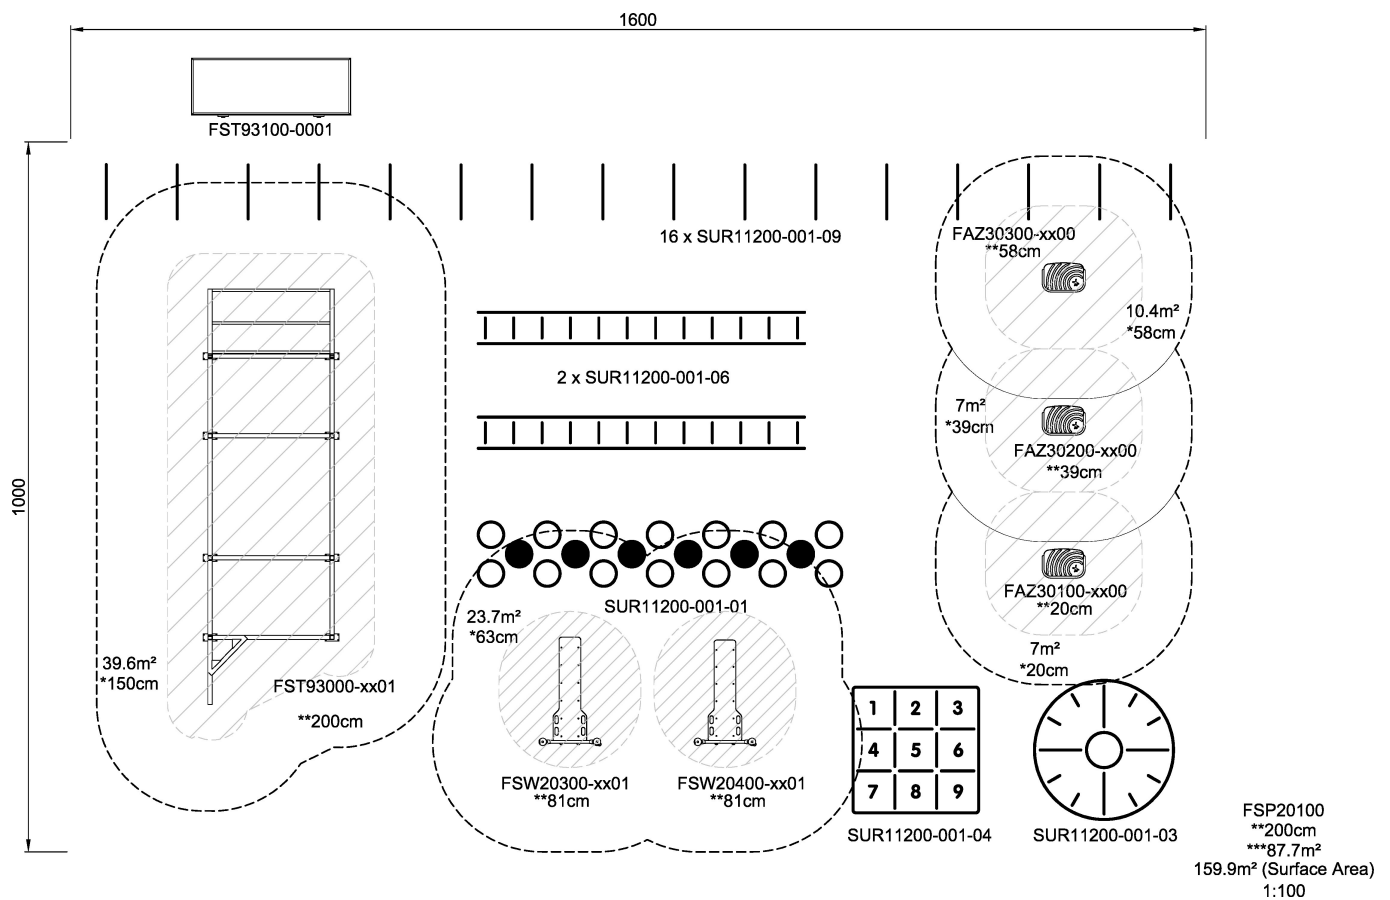 1600
FST93100-0001
1000
16 x SUR11200-001-09
FAZ30300-xx00
**58cm
10.4m²
*58cm
2 x SUR11200-001-06
7m²
*39cm
FAZ30200-xx00
**39cm
FAZ30100-xx00
**20cm
7m²
*20cm
SUR11200-001-01
23.7m²
*63cm
39.6m²
*150cm
FST93000-xx01
**200cm
FSW20300-xx01
**81cm
FSW20400-xx01
**81cm
1 2 3
4 5 6
7 8 9
SUR11200-001-04
SUR11200-001-03
FSP20100
**200cm
***87.7m²
159.9m² (Surface Area)
1:100